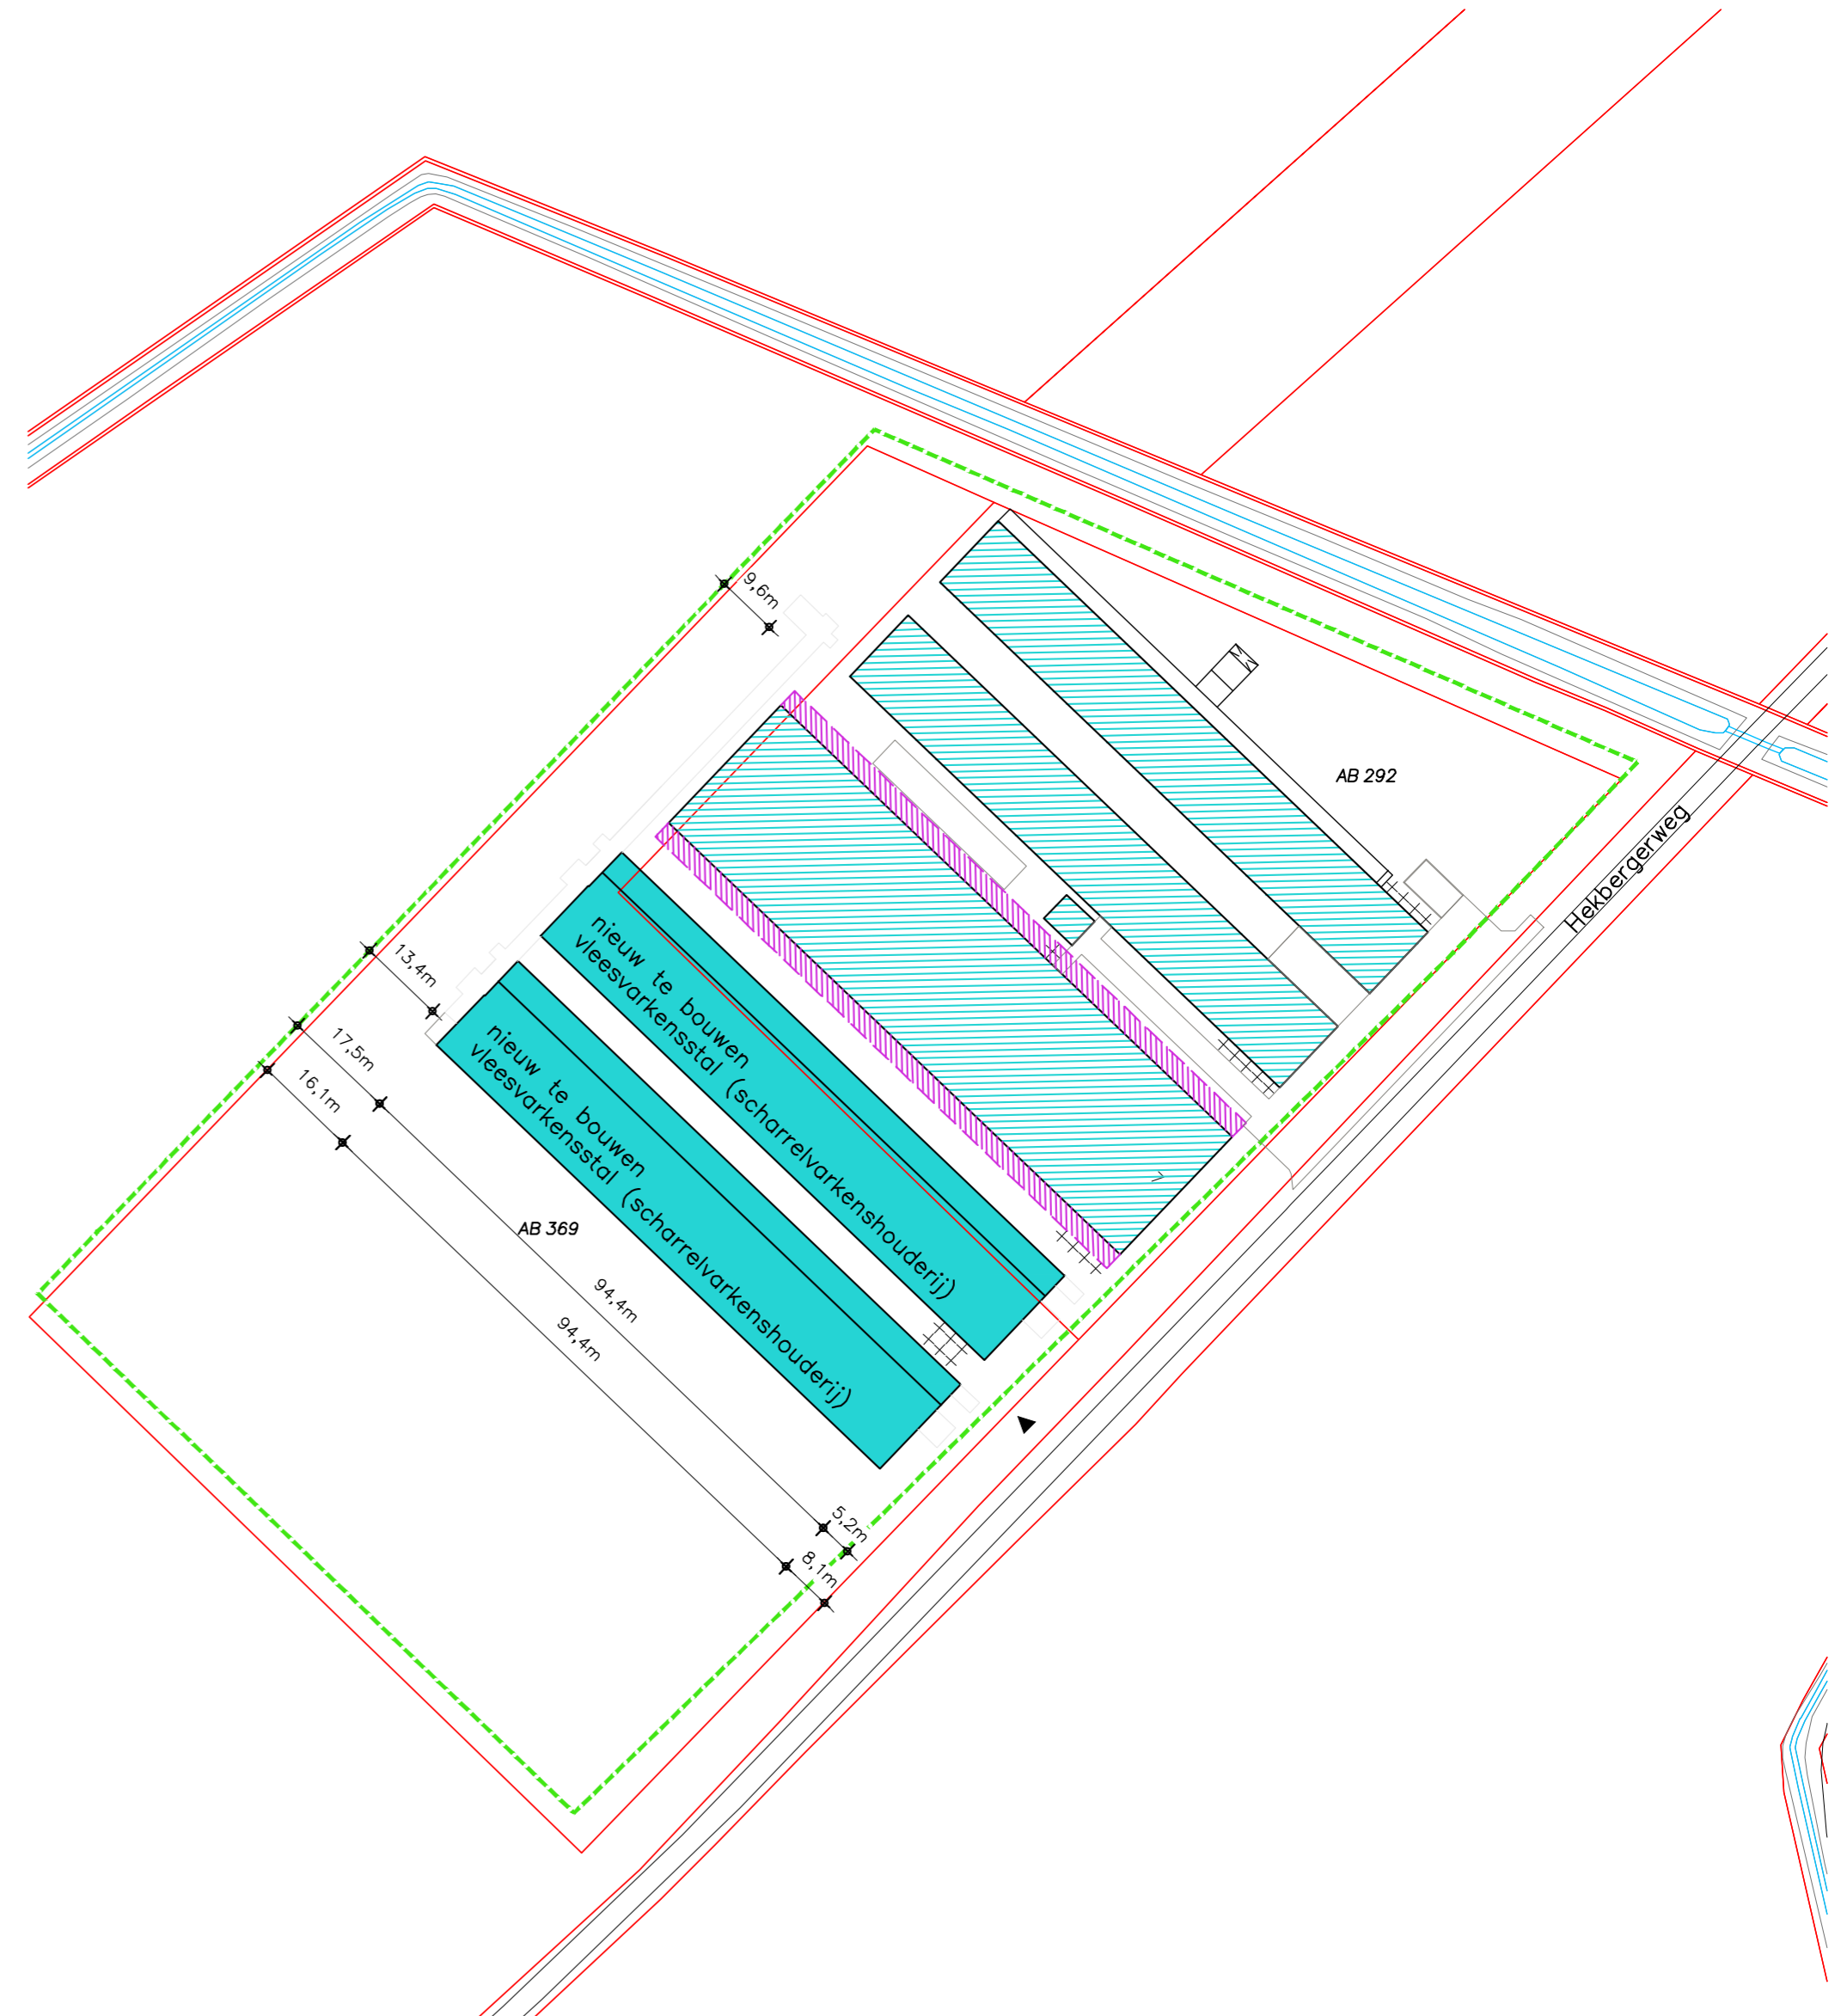 9,6m
AB 292
Hekbergerweg
nieuw te bouwen
vleesvarkensstal (scharrelvarkenshouderij)
13,4m
17,5m
16,1m
nieuw te bouwen
vleesvarkensstal (scharrelvarkenshouderij)
7
AB 369
94,4m
94,4m
5,2m
8,1m